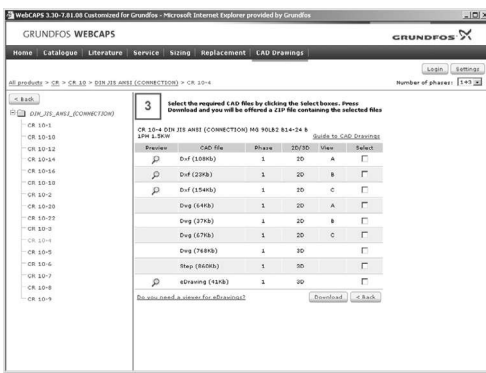 WebCAPS 3.30-7.81.08 Customized for Grundfos - Microsoft Internet Explorer provided by Grundfos
GRUNDFOS WEBCAPS
GRUNDFOS
Home Catalogue Literature Service Sizing Replacement CAD Drawings
Login Settings
All products > CR > CR 10 > DIN JIS ANSI (CONNECTION) > CR 10-4
Number of phases: 1+3
< Back
DIN_JIS_ANSI_(CONNECTION)
CR 10-1
CR 10-10
CR 10-12
CR 10-14
CR 10-16
CR 10-18
CR 10-2
CR 10-20
CR 10-22
CR 10-3
CR 10-4
CR 10-5
CR 10-6
CR 10-7
CR 10-8
CR 10-9
3
Select the required CAD files by clicking the Select boxes. Press
Download and you will be offered a ZIP file containing the selected files
CR 10-4 DIN JIS ANSI (CONNECTION) MG 90LB2 B14-24 B
1PH 1.5KW
Guide to CAD Drawings
Preview CAD file Phase 2D/3D View Select
Dxf (108Kb) 1 2D A
Dxf (23Kb) 1 2D B
Dxf (154Kb) 1 2D C
Dwg (64Kb) 1 2D A
Dwg (37Kb) 1 2D B
Dwg (67Kb) 1 2D C
Dwg (768Kb) 1 3D
Step (860Kb) 1 3D
eDrawing (41Kb) 1 3D
Do you need a viewer for eDrawings?
Download < Back